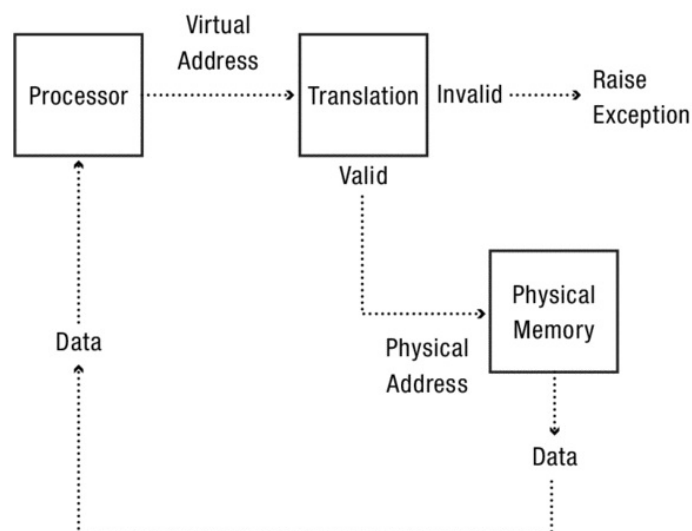 Virtual
Address
Processor
Translation
Invalid
Raise
Exception
Valid
Physical
Memory
Data
Physical
Address
Data